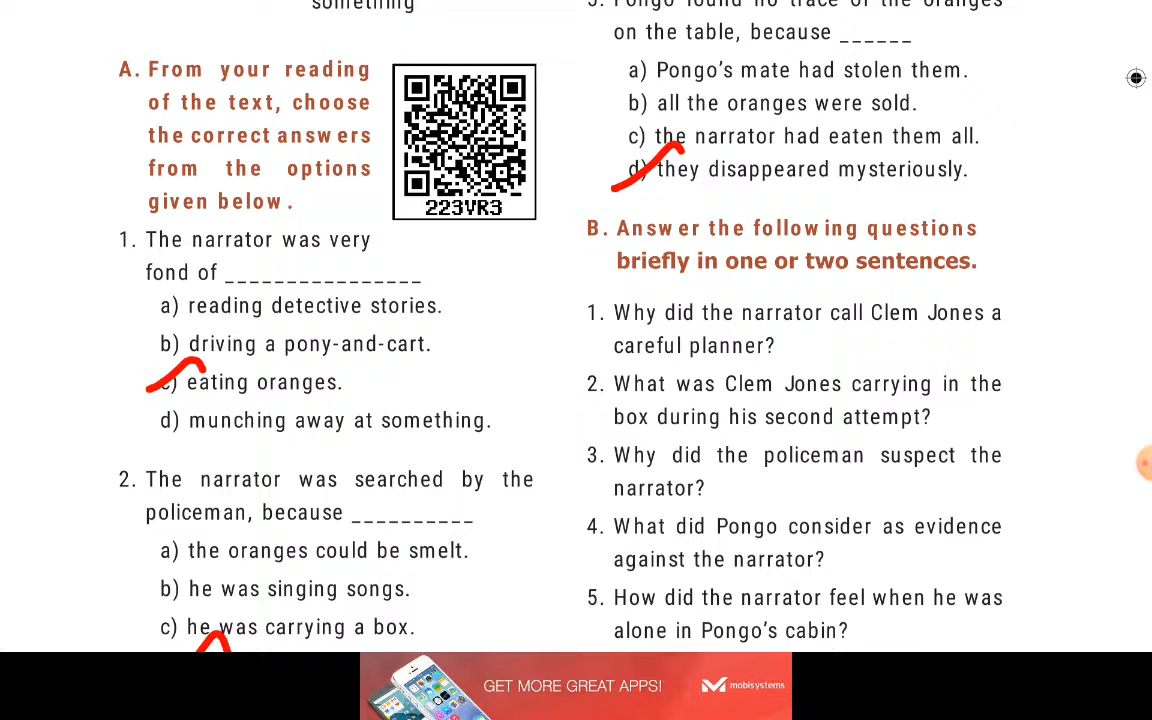 something
A. From your reading
of the text, choose
the correct answers
from the options
given below.
223VR3
1. The narrator was very
fond of ________________
a) reading detective stories.
b) driving a pony-and-cart.
c) eating oranges.
d) munching away at something.
2. The narrator was searched by the
policeman, because __________
a) the oranges could be smelt.
b) he was singing songs.
c) he was carrying a box.
3. Pongo found no trace of the oranges
on the table, because ______
a) Pongo's mate had stolen them.
b) all the oranges were sold.
c) the narrator had eaten them all.
d) they disappeared mysteriously.
B. Answer the following questions
briefly in one or two sentences.
1. Why did the narrator call Clem Jones a
careful planner?
2. What was Clem Jones carrying in the
box during his second attempt?
3. Why did the policeman suspect the
narrator?
4. What did Pongo consider as evidence
against the narrator?
5. How did the narrator feel when he was
alone in Pongo's cabin?
GET MORE GREAT APPS!
mobisystems